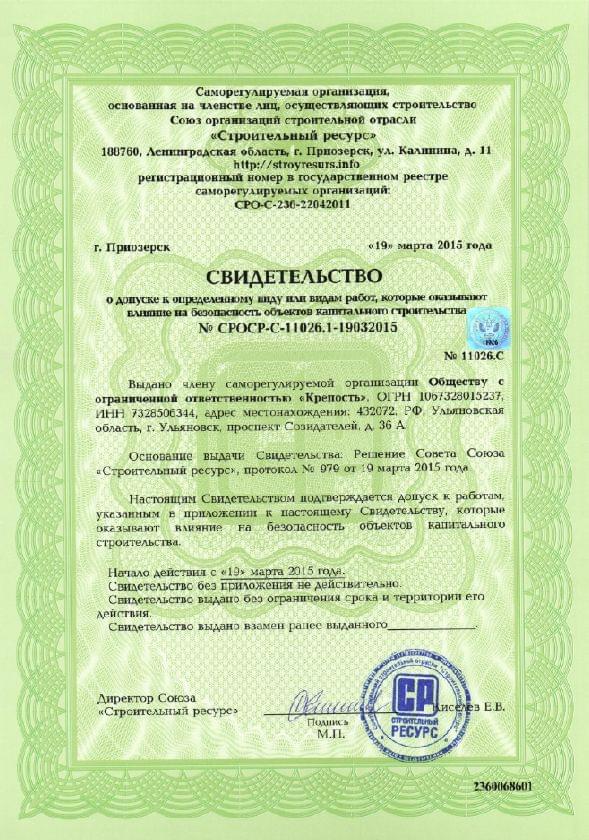 Саморегулируемая организация,
основанная на членстве лиц, осуществляющих строительство
Союз организаций строительной отрасли
«Строительный ресурс»
188760, Ленинградская область, г. Приозерск, ул. Калинина, д. 11
http://stroyresurs.info
регистрационный номер в государственном реестре
саморегулируемых организаций:
СРО-С-236-22042011
г. Приозерск «19» марта 2015 года
СВИДЕТЕЛЬСТВО
о допуске к определенному виду или видам работ, которые оказывают
влияние на безопасность объектов капитального строительства
№ СРОСР-С-11026.1-19032015
№ 11026.С
Выдано члену саморегулируемой организации Обществу с
ограниченной ответственностью «Крепость», ОГРН 1067328015237,
ИНН 7328506344, адрес местонахождения: 432072, РФ, Ульяновская
область, г. Ульяновск, проспект Созидателей, д. 36 А.
Основание выдачи Свидетельства: Решение Совета Союза
«Строительный ресурс», протокол № 979 от 19 марта 2015 года
Настоящим Свидетельством подтверждается допуск к работам,
указанным в приложении к настоящему Свидетельству, которые
оказывают влияние на безопасность объектов капитального
строительства.
Начало действия с «19» марта 2015 года.
Свидетельство без приложения не действительно.
Свидетельство выдано без ограничения срока и территории его
действия.
Свидетельство выдано взамен ранее выданного______________.
Директор Союза
«Строительный ресурс» Киселев Е.В.
Подпись
М.П.
СР
СТРОИТЕЛЬНЫЙ
РЕСУРС
2360068601